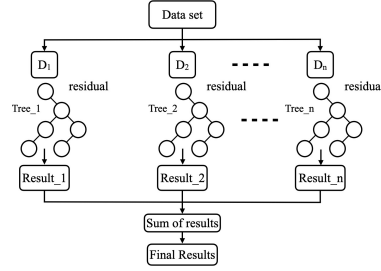 Data set
D1 D2 Dn
residual residual residua
Tree_1 Tree_2 Tree_n
Result_1 Result_2 Result_n
Sum of results
Final Results